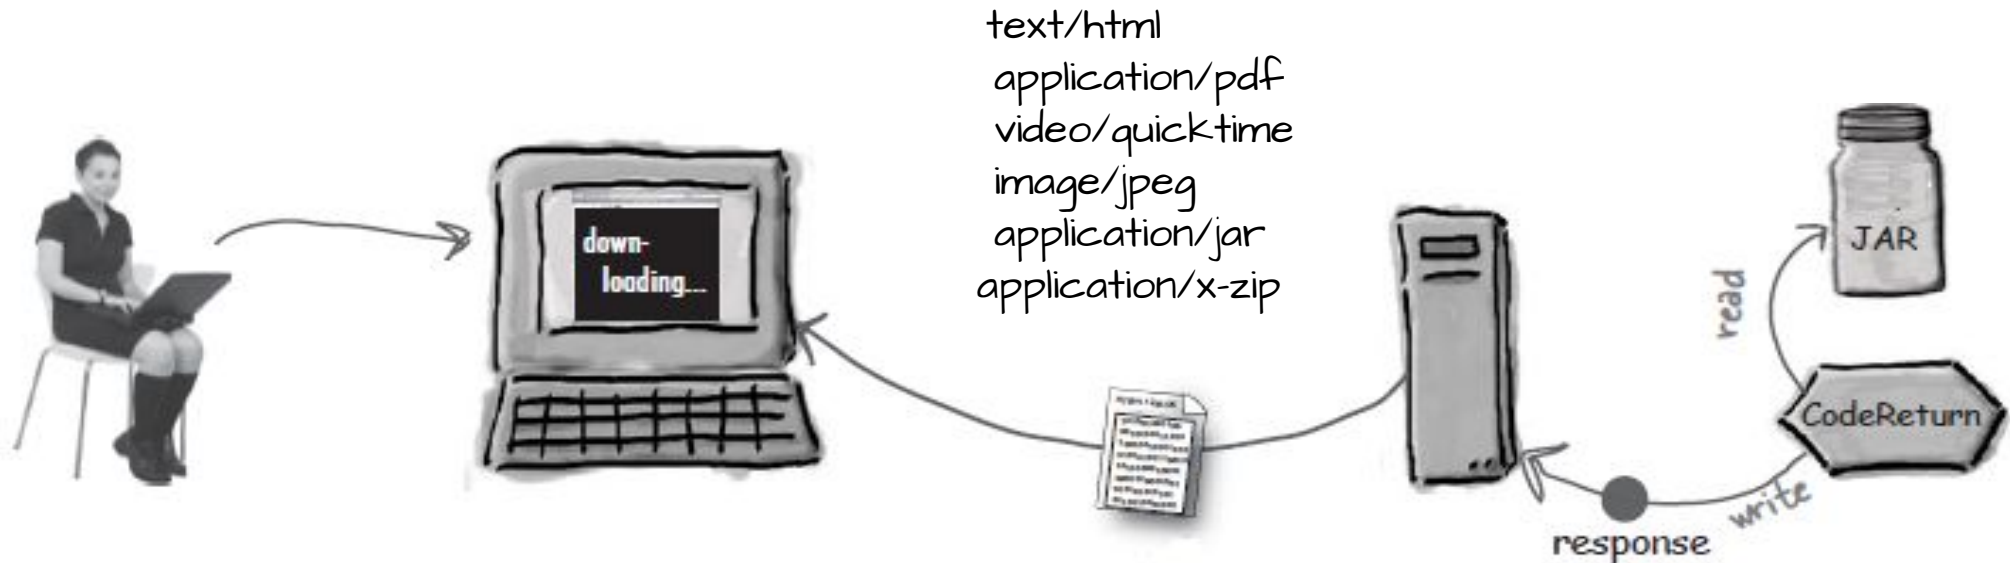 text/html
application/pdf
video/quicktime
image/jpeg
application/jar
application/x-zip
down-
loading...
JAR
read
CodeReturn
write
response